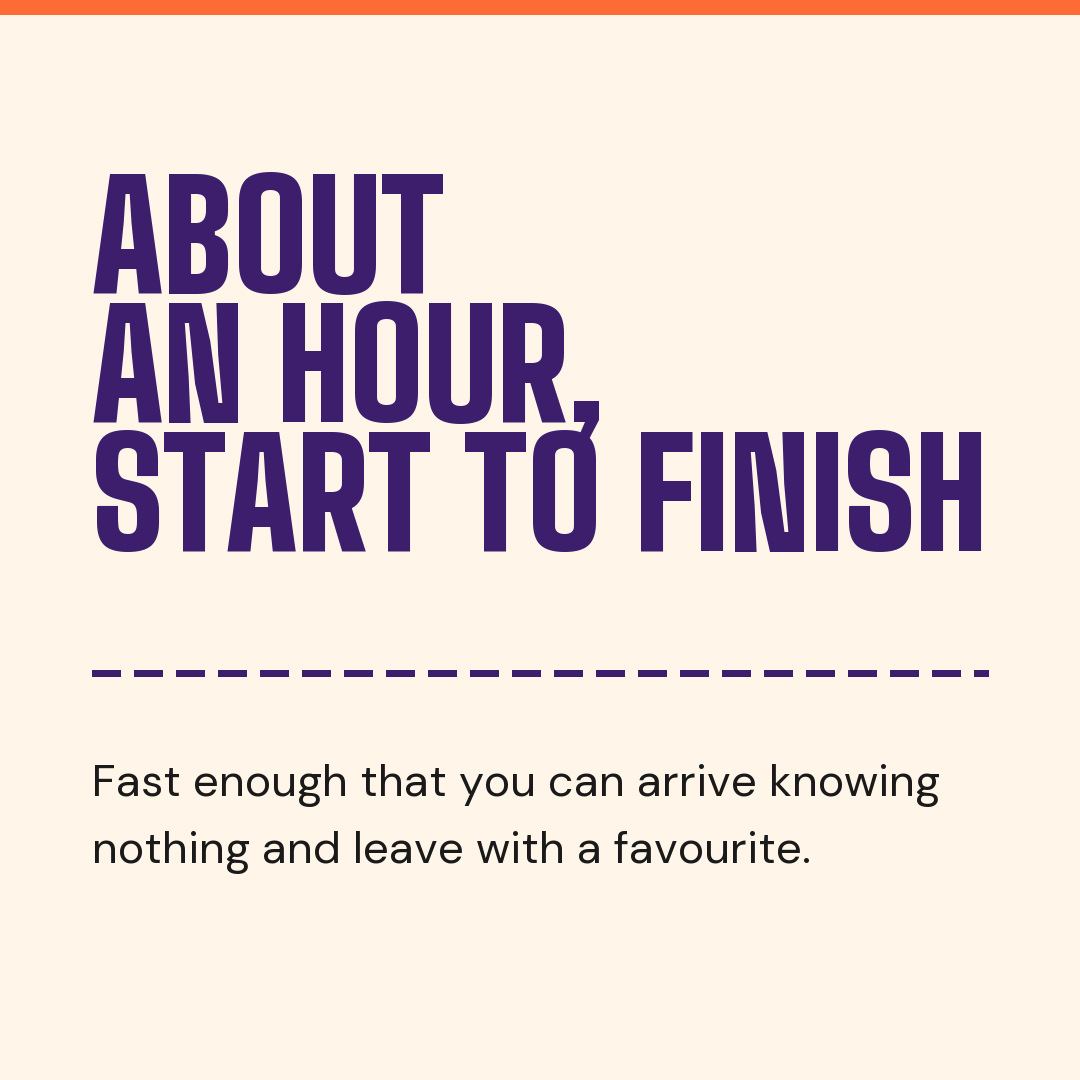 ABOUT
AN HOUR,
START TO FINISH
Fast enough that you can arrive knowing
nothing and leave with a favourite.